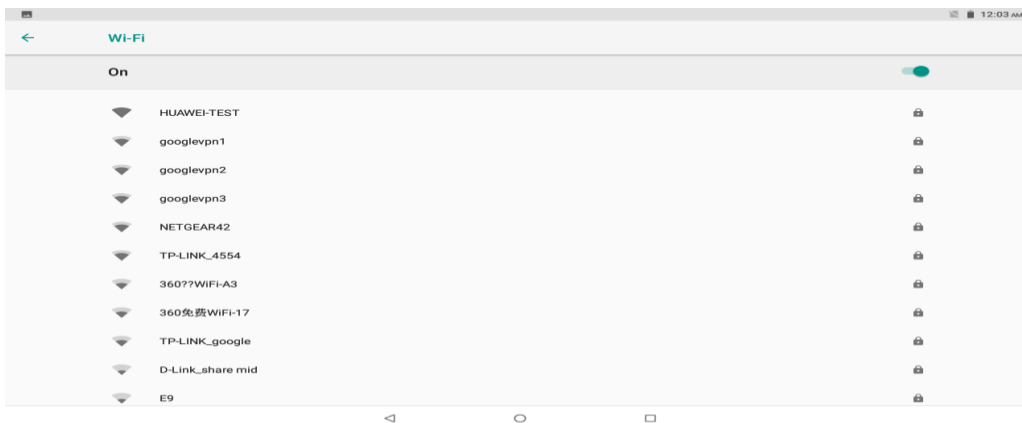 12:03 AM
Wi-Fi
On
HUAWEI-TEST
googlevpn1
googlevpn2
googlevpn3
NETGEAR42
TP-LINK_4554
360??WiFi-A3
360免费WiFi-17
TP-LINK_google
D-Link_share mid
E9